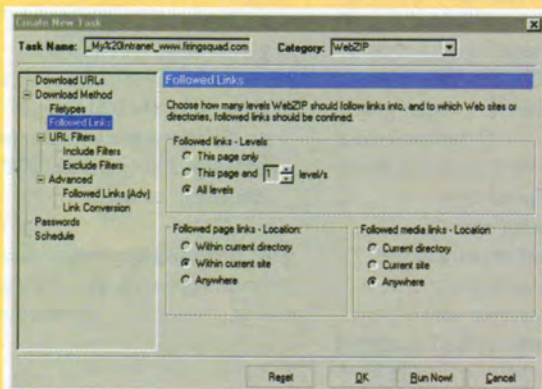 Create New Task
Task Name: _My%20Intranet_www.firingsquad.com Category: WebZIP
Download URLs
Download Method
Filetypes
Followed Links
URL Filters
Include Filters
Exclude Filters
Advanced
Followed Links (Adv)
Link Conversion
Passwords
Schedule
Followed Links
Choose how many levels WebZIP should follow links into, and to which Web sites or
directories, followed links should be confined.
Followed links - Levels:
This page only
This page and 1 level/s
All levels
Followed page links - Location:
Within current directory
Within current site
Anywhere
Followed media links - Location
Current directory
Current site
Anywhere
Reset OK Run Now! Cancel